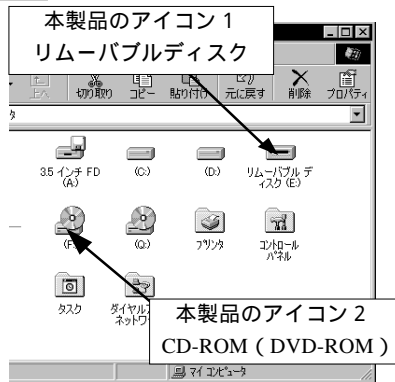 本製品のアイコン 1
リムーバブルディスク
上へ 切り取り コピー 貼り付け 元に戻す 削除 プロパティ
3.5 インチ FD
(A:)
(C:)
(D:)
リムーバブル デ
ィスク (E:)
(F:)
(Q:)
プリンタ
コントロール
パネル
タスク
ダイヤルア
ネットワ
本製品のアイコン 2
CD-ROM ( DVD-ROM )
マイ コンピュータ